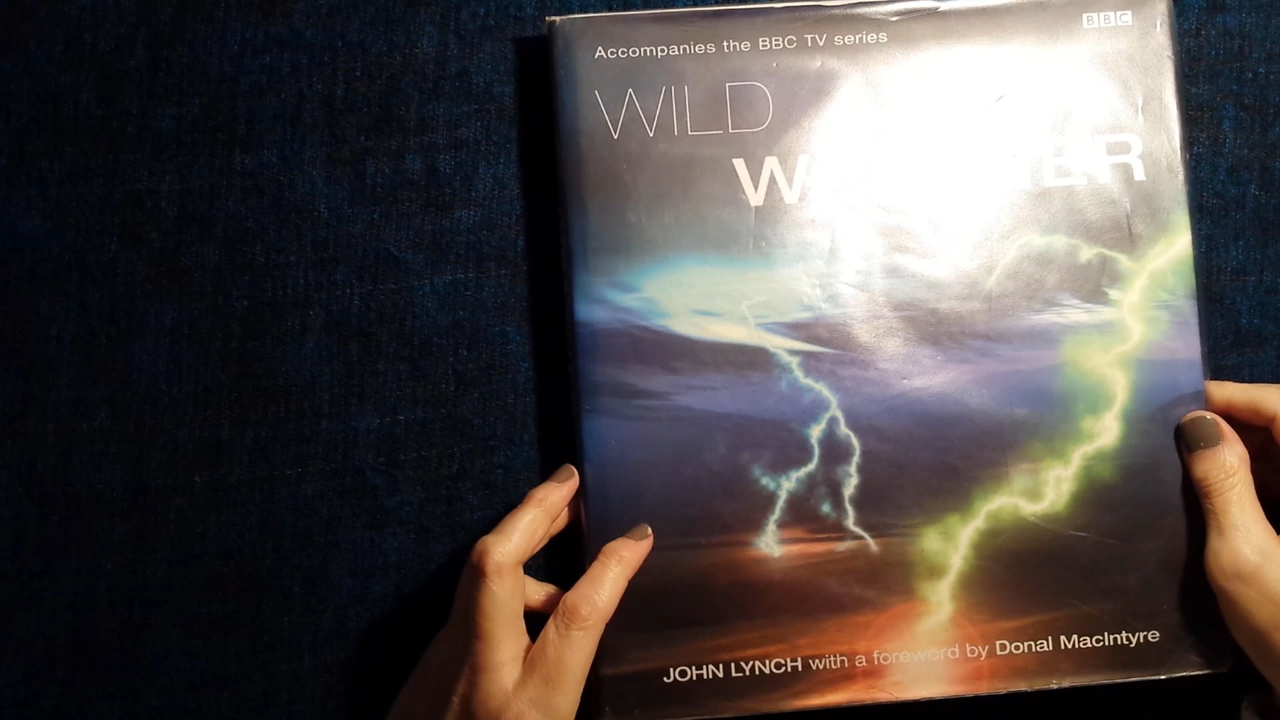 Accompanies the BBC TV series
BBC
WILD
JOHN LYNCH with a foreword by Donal MacIntyre